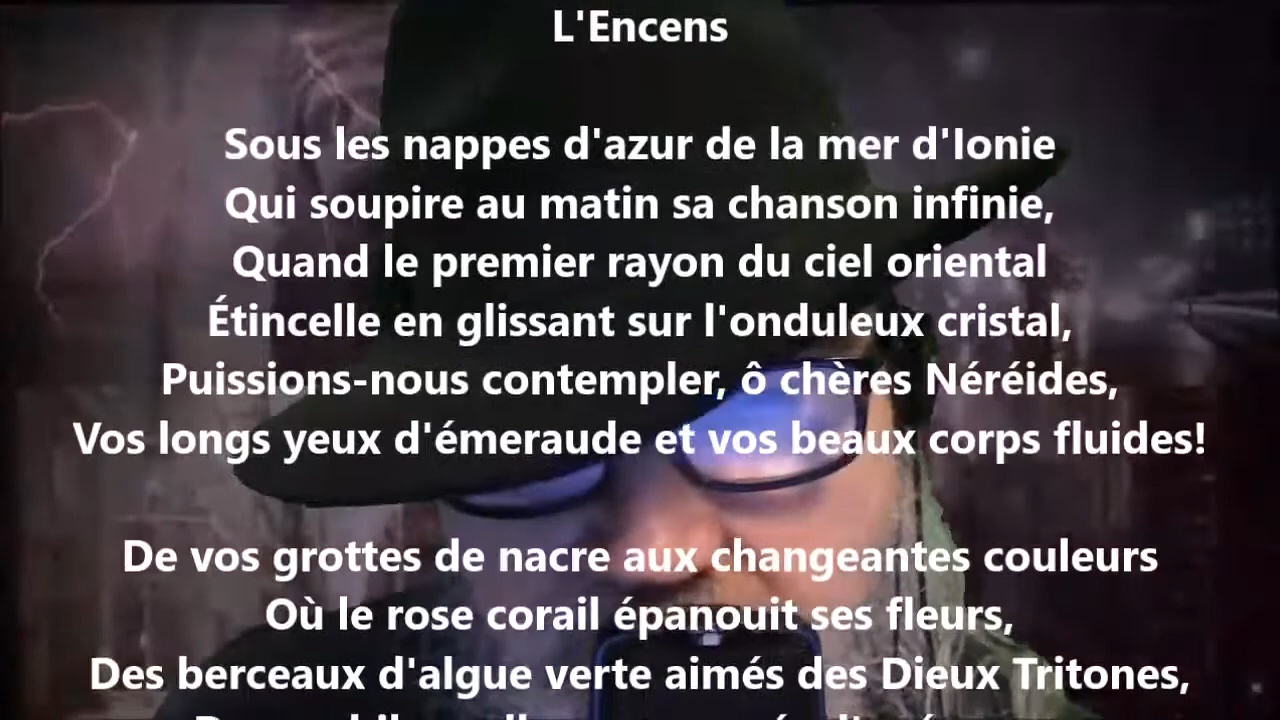 L'Encens
Sous les nappes d'azur de la mer d'Ionie
Qui soupire au matin sa chanson infinie,
Quand le premier rayon du ciel oriental
Étincelle en glissant sur l'onduleux cristal,
Puissions-nous contempler, ô chères Néréides,
Vos longs yeux d'émeraude et vos beaux corps fluides!
De vos grottes de nacre aux changeantes couleurs
Où le rose corail épanouit ses fleurs,
Des berceaux d'algue verte aimés des Dieux Tritones,